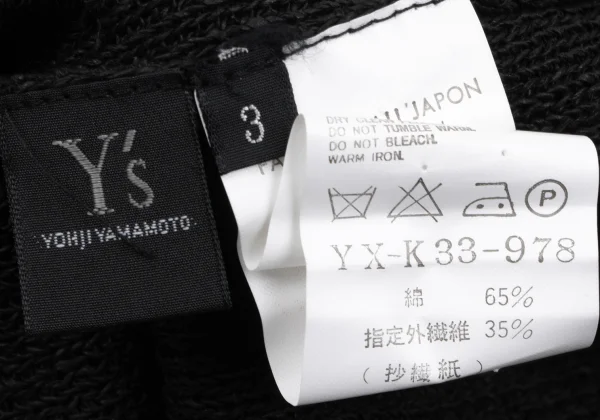 Y's
YOHJI YAMAMOTO
3
JAPON
DO NOT TUMBLE WARM.
DO NOT BLEACH.
WARM IRON.
P
YX-K33-978
綿 65%
指定外繊維 35%
(抄繊紙)